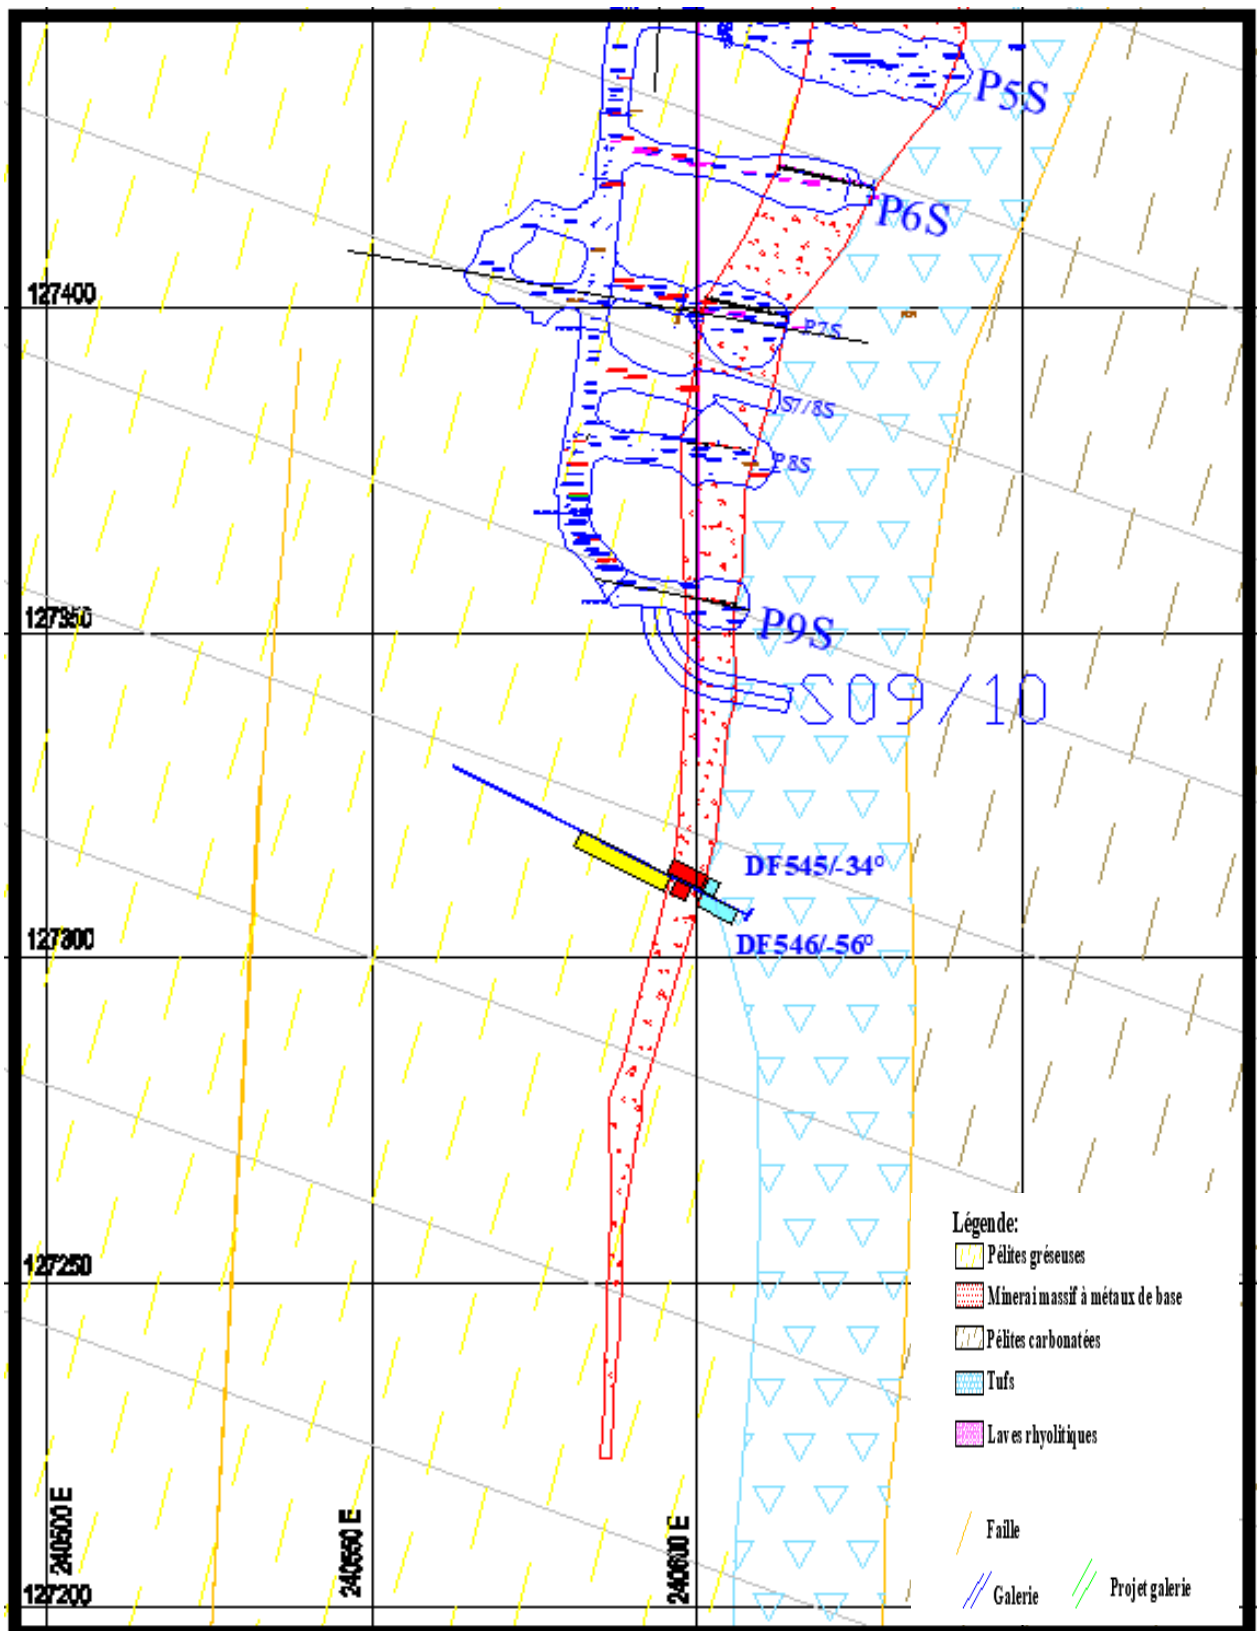 P5S
P6S
127400
P7S
S7/8S
P8S
127350
P9S
S09/10
DF545/-34°
127300
DF546/-56°
127250
Légende:
Pélites gréseuses
Minerai massif à métaux de base
Pélites carbonatées
Tufs
Laves rhyolitiques
Faille
Galerie
Projet galerie
240500 E
240550 E
240600 E
127200